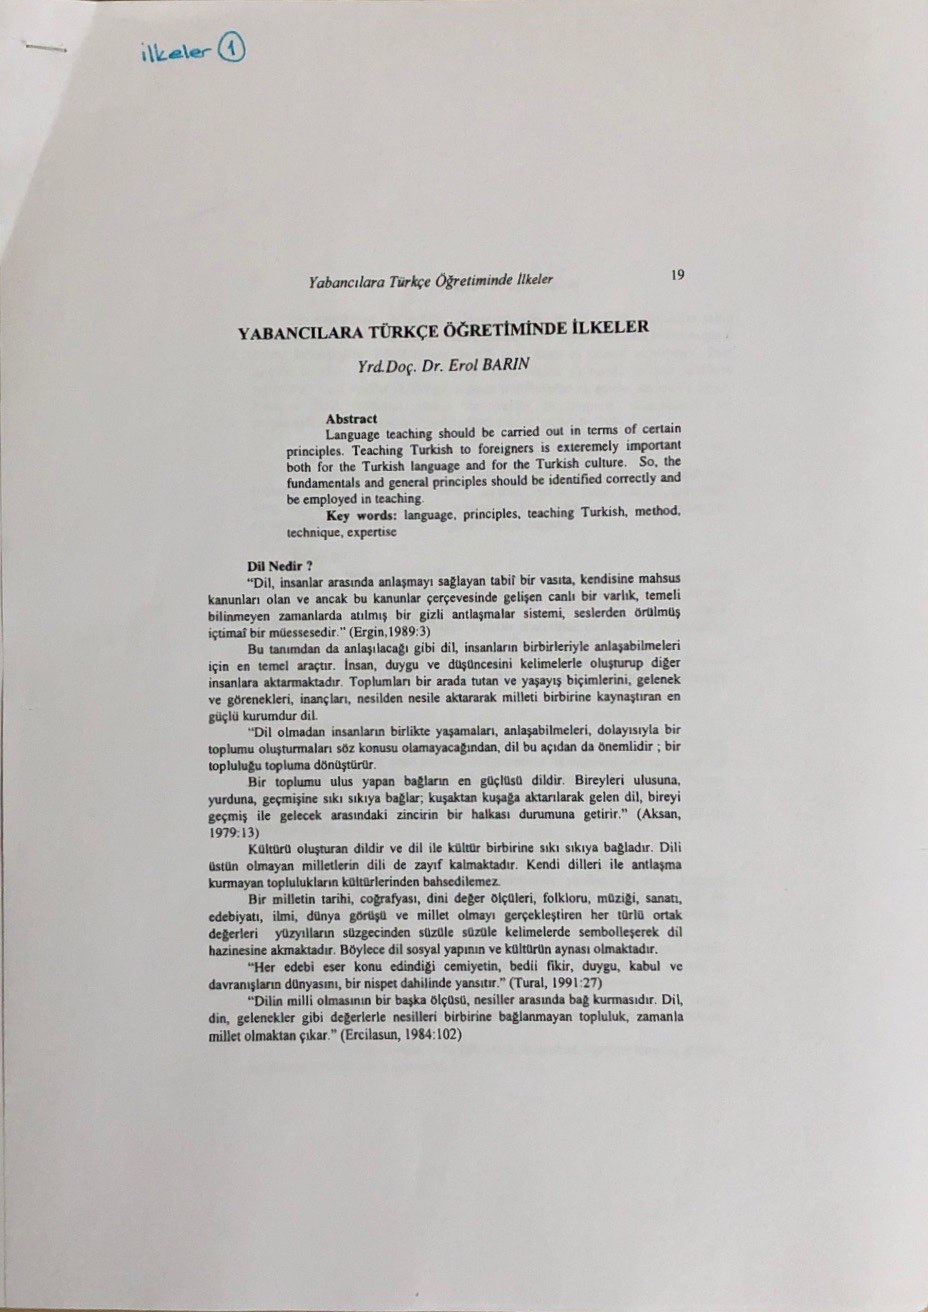 ilkeler 1
Yabancılara Türkçe Öğretiminde İlkeler 19
YABANCILARA TÜRKÇE ÖĞRETİMİNDE İLKELER
Yrd.Doç. Dr. Erol BARIN
Abstract
Language teaching should be carried out in terms of certain
principles. Teaching Turkish to foreigners is exteremely important
both for the Turkish language and for the Turkish culture. So, the
fundamentals and general principles should be identified correctly and
be employed in teaching.
Key words: language, principles, teaching Turkish, method,
technique, expertise
Dil Nedir ?
“Dil, insanlar arasında anlaşmayı sağlayan tabiî bir vasıta, kendisine mahsus
kanunları olan ve ancak bu kanunlar çerçevesinde gelişen canlı bir varlık, temeli
bilinmeyen zamanlarda atılmış bir gizli antlaşmalar sistemi, seslerden örülmüş
içtimaî bir müessesedir.” (Ergin,1989:3)
Bu tanımdan da anlaşılacağı gibi dil, insanların birbirleriyle anlaşabilmeleri
için en temel araçtır. İnsan, duygu ve düşüncesini kelimelerle oluşturup diğer
insanlara aktarmaktadır. Toplumları bir arada tutan ve yaşayış biçimlerini, gelenek
ve görenekleri, inançları, nesilden nesile aktararak milleti birbirine kaynaştıran en
güçlü kurumdur dil.
“Dil olmadan insanların birlikte yaşamaları, anlaşabilmeleri, dolayısıyla bir
toplumu oluşturmaları söz konusu olamayacağından, dil bu açıdan da önemlidir ; bir
topluluğu topluma dönüştürür.
Bir toplumu ulus yapan bağların en güçlüsü dildir. Bireyleri ulusuna,
yurduna, geçmişine sıkı sıkıya bağlar; kuşaktan kuşağa aktarılarak gelen dil, bireyi
geçmiş ile gelecek arasındaki zincirin bir halkası durumuna getirir.” (Aksan,
1979:13)
Kültürü oluşturan dildir ve dil ile kültür birbirine sıkı sıkıya bağladır. Dili
üstün olmayan milletlerin dili de zayıf kalmaktadır. Kendi dilleri ile antlaşma
kurmayan toplulukların kültürlerinden bahsedilemez.
Bir milletin tarihi, coğrafyası, dini değer ölçüleri, folkloru, müziği, sanatı,
edebiyatı, ilmi, dünya görüşü ve millet olmayı gerçekleştiren her türlü ortak
değerleri yüzyılların süzgecinden süzüle süzüle kelimelerde sembolleşerek dil
hazinesine akmaktadır. Böylece dil sosyal yapının ve kültürün aynası olmaktadır.
“Her edebi eser konu edindiği cemiyetin, bedii fikir, duygu, kabul ve
davranışların dünyasını, bir nispet dahilinde yansıtır.” (Tural, 1991:27)
“Dilin milli olmasının bir başka ölçüsü, nesiller arasında bağ kurmasıdır. Dil,
din, gelenekler gibi değerlerle nesilleri birbirine bağlanmayan topluluk, zamanla
millet olmaktan çıkar.” (Ercilasun, 1984:102)